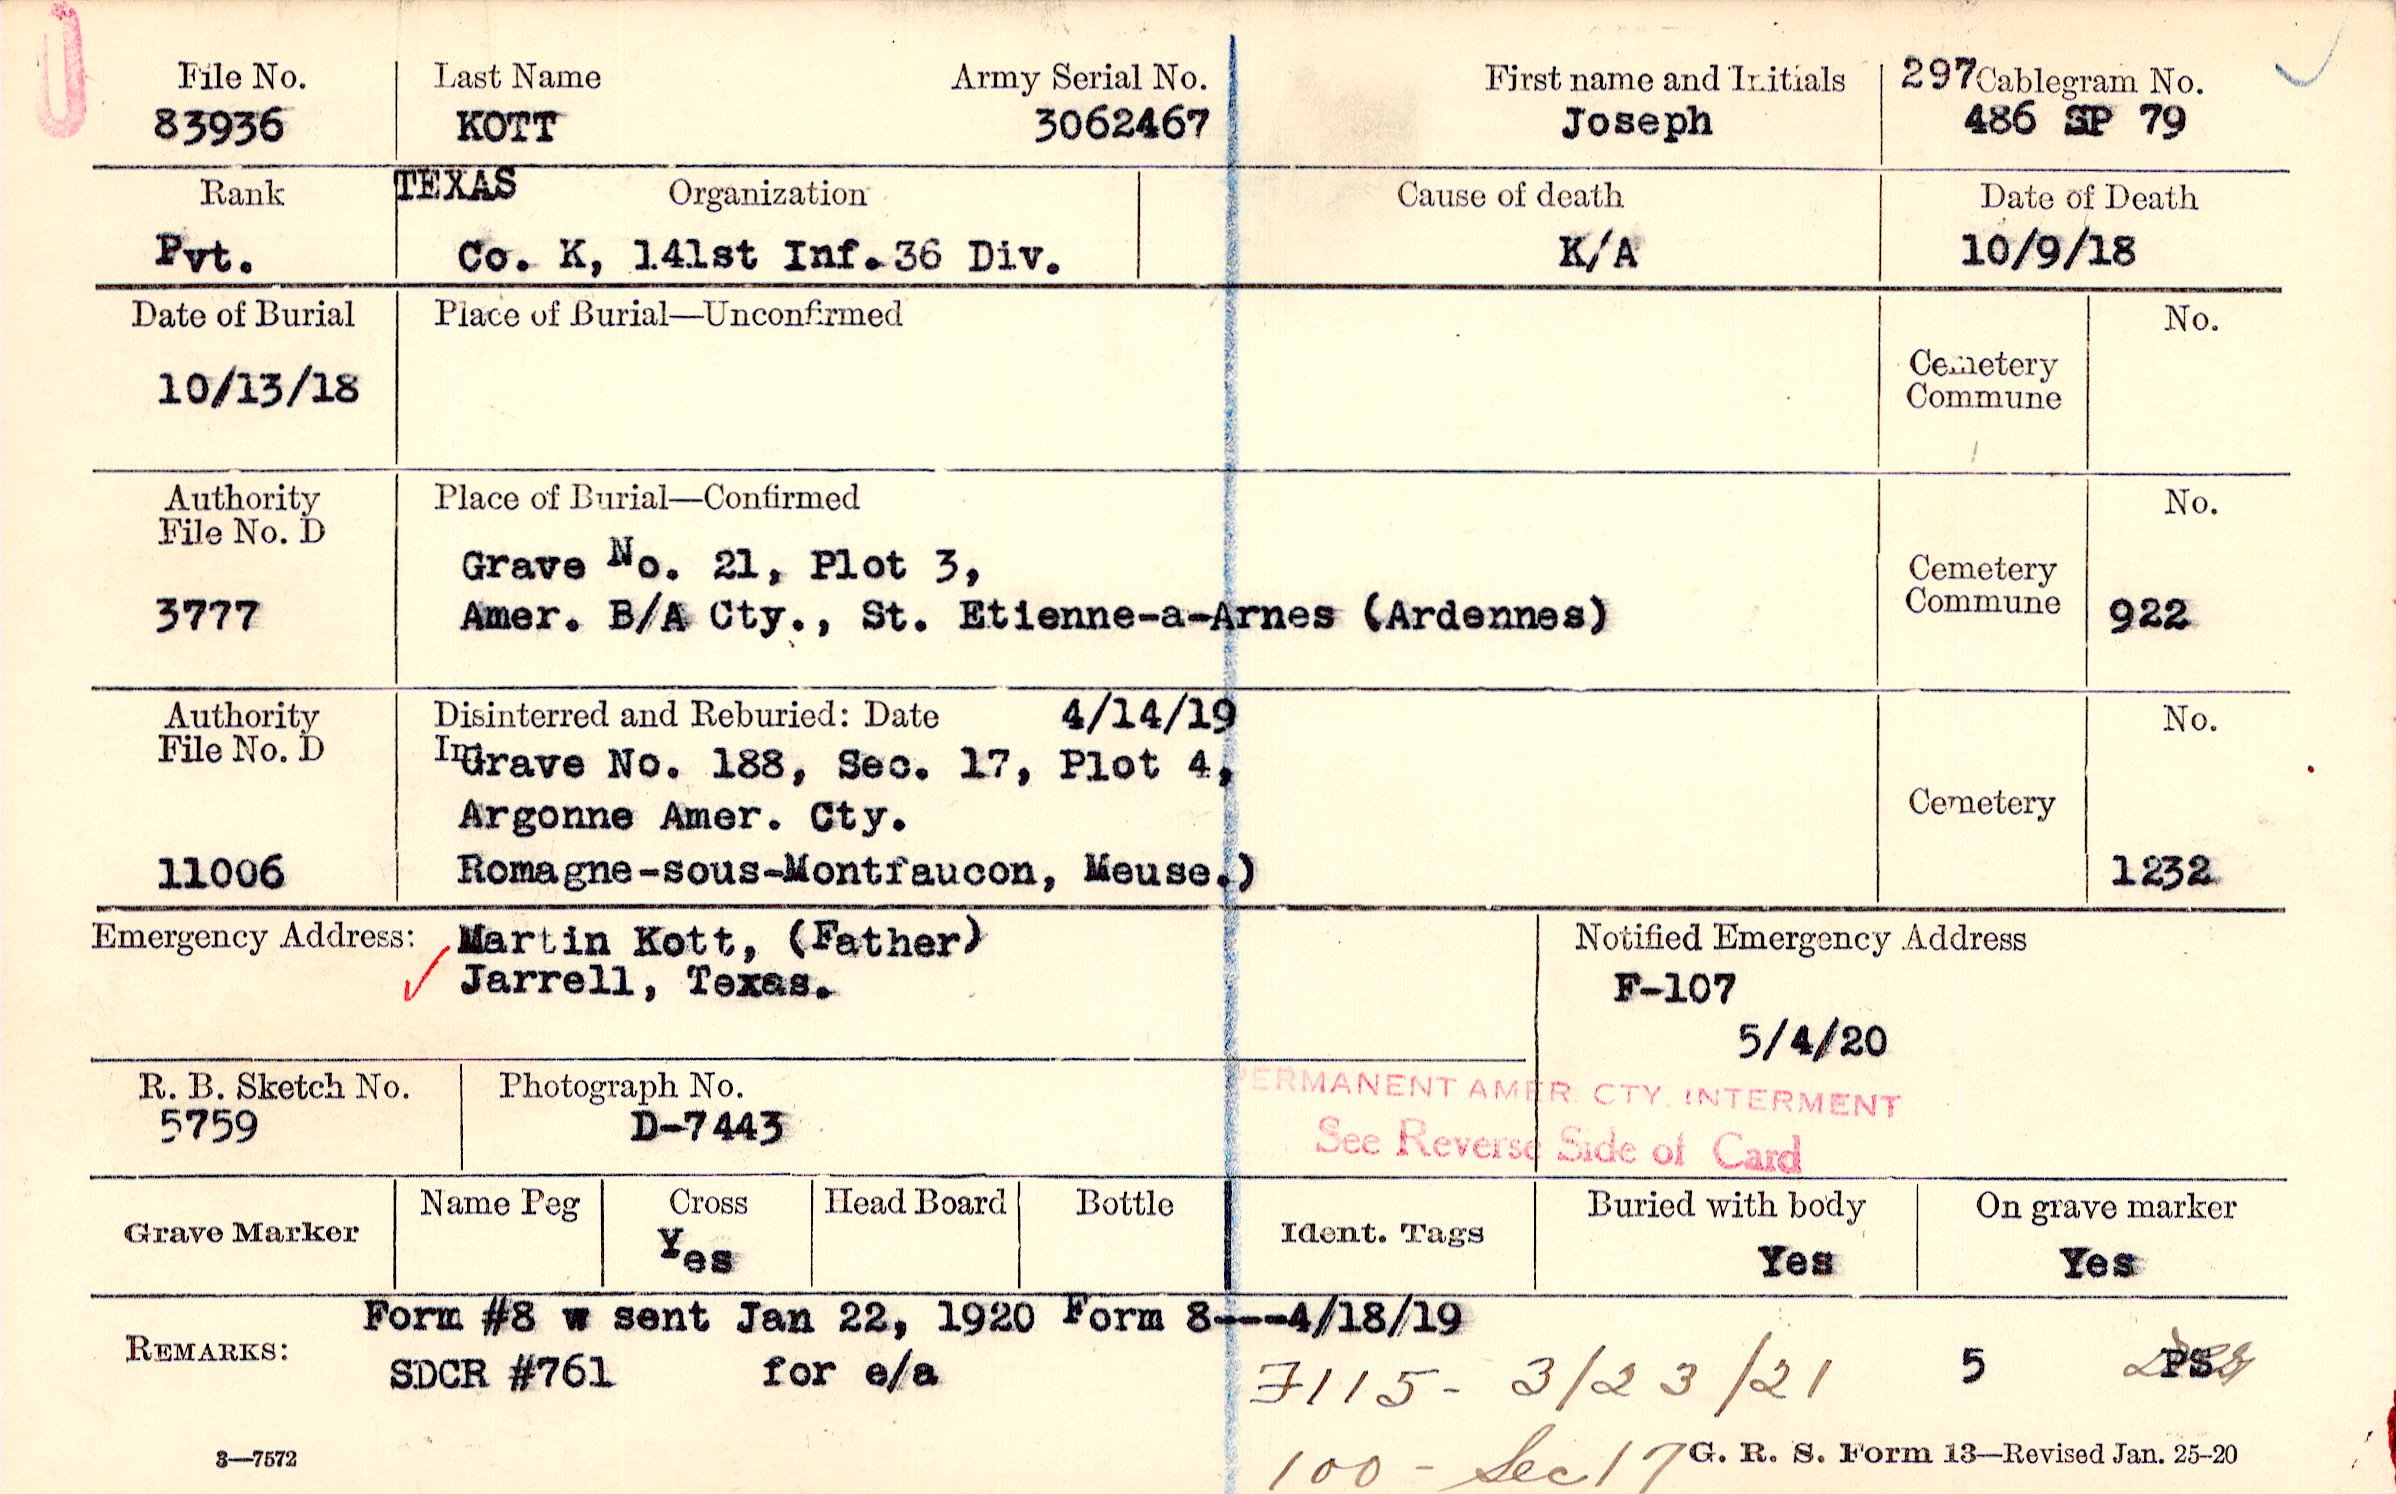 File No. Last Name Army Serial No. First name and Initials 297 Cablegram No.
83936 KOTT 3062467 Joseph 486 SP 79
Rank TEXAS Organization Cause of death Date of Death
Pvt. Co. K, 141st Inf. 36 Div. K/A 10/9/18
Date of Burial Place of Burial—Unconfirmed No.
10/13/18 Cemetery
Commune
Authority Place of Burial—Confirmed No.
File No. D
Grave No. 21, Plot 3, Cemetery
3777 Amer. B/A Cty., St. Etienne-a-Arnes (Ardennes) Commune 922
Authority Disinterred and Reburied: Date 4/14/19 No.
File No. D In Grave No. 188, Sec. 17, Plot 4,
Argonne Amer. Cty. Cemetery
11006 Romagne-sous-Montfaucon, Meuse.) 1232
Emergency Address: Martin Kott, (Father) Notified Emergency Address
Jarrell, Texas. F-107
5/4/20
R. B. Sketch No. Photograph No. PERMANENT AMER. CTY. INTERMENT
5759 D-7443 See Reverse Side of Card
Grave Marker Name Peg Cross Head Board Bottle Ident. Tags Buried with body On grave marker
Yes Yes Yes
Form #8 w sent Jan 22, 1920 Form 8----4/18/19
REMARKS: SDCR #761 for e/a 7115- 3/23/21 5 PS
100 - Sec 17
3—7572 G. R. S. Form 13—Revised Jan. 25-20